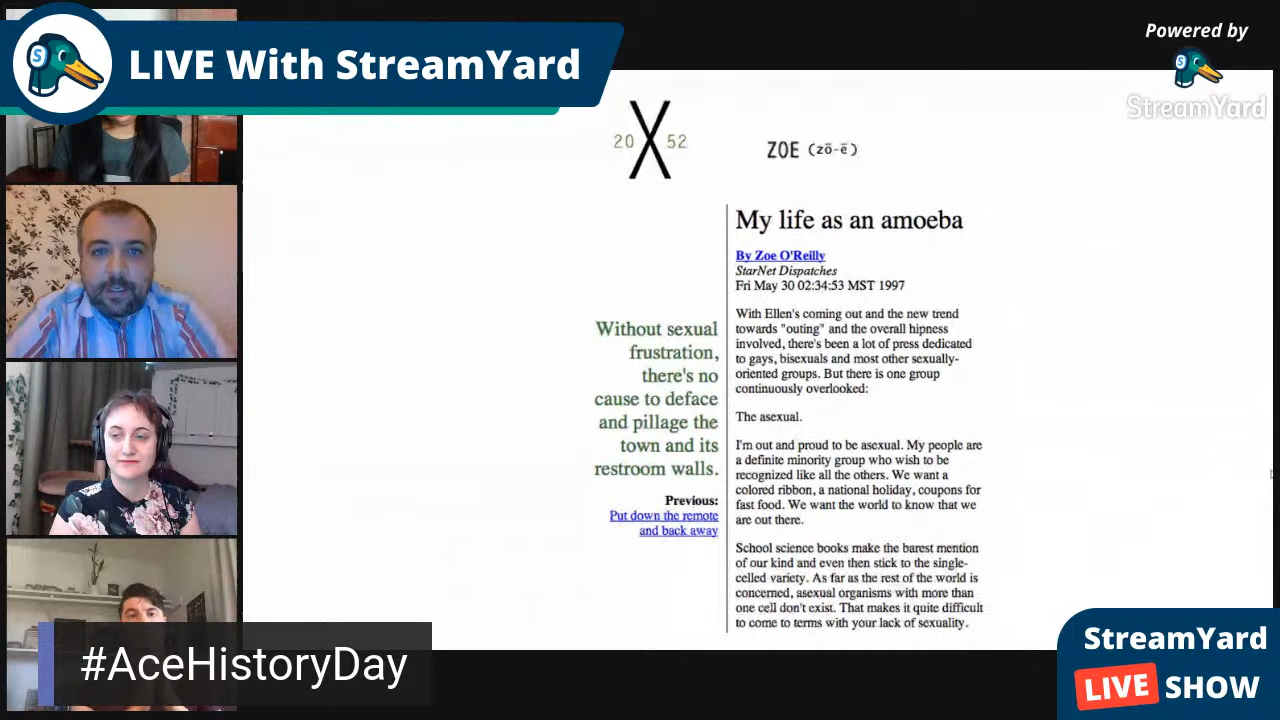 LIVE With StreamYard
Powered by
StreamYard
20 X 52
ZOE (zō-ē)
My life as an amoeba
By Zoe O'Reilly
StarNet Dispatches
Fri May 30 02:34:53 MST 1997
Without sexual
frustration,
there's no
cause to deface
and pillage the
town and its
restroom walls.
Previous:
Put down the remote
and back away
With Ellen's coming out and the new trend
towards "outing" and the overall hipness
involved, there's been a lot of press dedicated
to gays, bisexuals and most other sexually-
oriented groups. But there is one group
continuously overlooked:
The asexual.
I'm out and proud to be asexual. My people are
a definite minority group who wish to be
recognized like all the others. We want a
colored ribbon, a national holiday, coupons for
fast food. We want the world to know that we
are out there.
School science books make the barest mention
of our kind and even then stick to the single-
celled variety. As far as the rest of the world is
concerned, asexual organisms with more than
one cell don't exist. That makes it quite difficult
to come to terms with your lack of sexuality.
#AceHistoryDay
StreamYard
LIVE SHOW